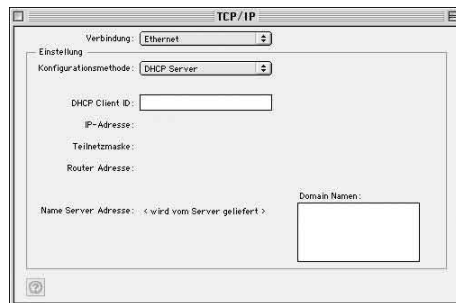 TCP/IP
Verbindung: Ethernet
Einstellung
Konfigurationsmethode: DHCP Server
DHCP Client ID:
IP-Adresse:
Teilnetzmaske:
Router Adresse:
Domain Namen:
Name Server Adresse: < wird vom Server geliefert >
?